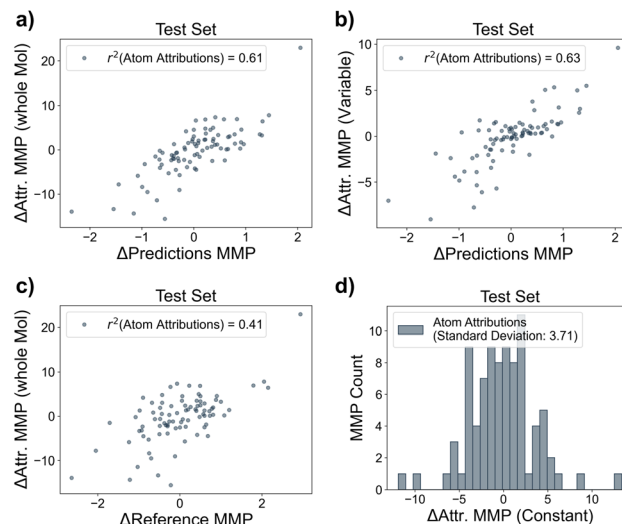 a)
Test Set
r²(Atom Attributions) = 0.61
ΔAttr. MMP (whole Mol)
20
10
0
−10
−2
−1
0
1
2
ΔPredictions MMP
b)
Test Set
r²(Atom Attributions) = 0.63
ΔAttr. MMP (Variable)
10
5
0
−5
−2
−1
0
1
2
ΔPredictions MMP
c)
Test Set
r²(Atom Attributions) = 0.41
ΔAttr. MMP (whole Mol)
20
10
0
−10
−2
0
2
ΔReference MMP
d)
Test Set
Atom Attributions
(Standard Deviation: 3.71)
MMP Count
10
8
6
4
2
0
−10
−5
0
5
10
ΔAttr. MMP (Constant)